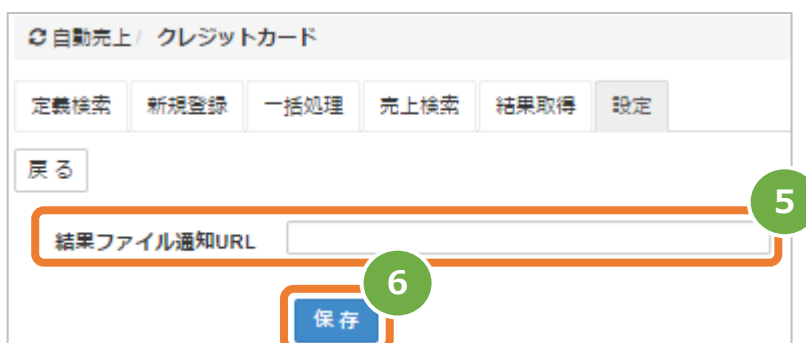 自動売上/ クレジットカード
定義検索 新規登録 一括処理 売上検索 結果取得 設定
戻る
5
結果ファイル通知URL
6
保存